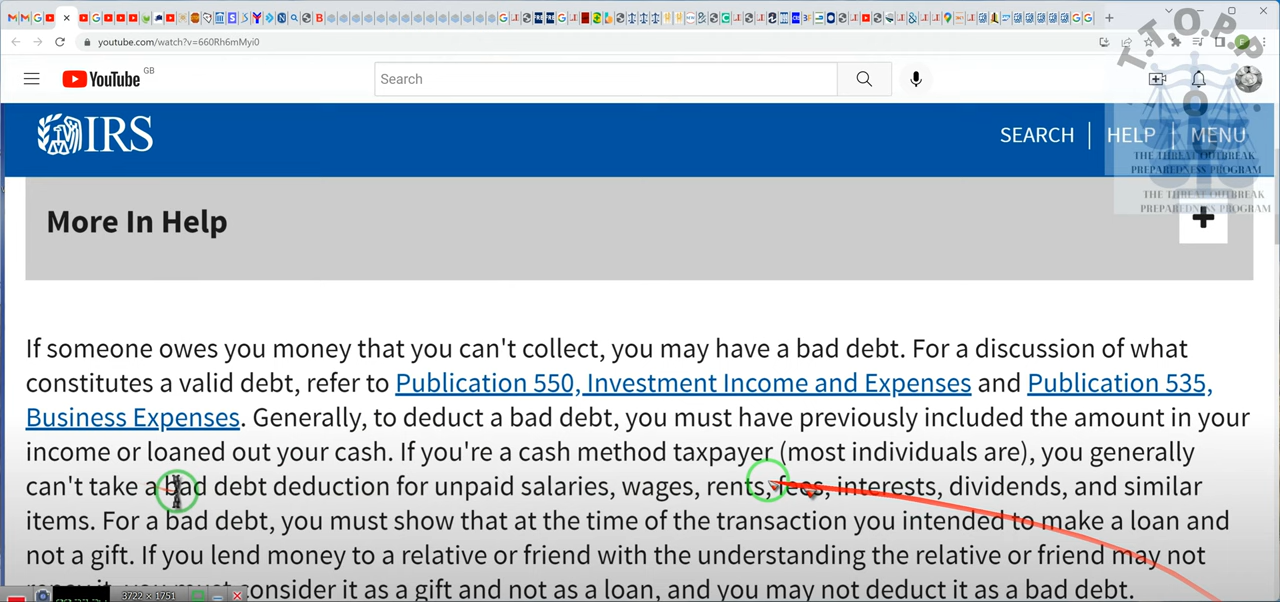 youtube.com/watch?v=660Rh6mMyi0
YouTube GB
Search
T.T.O.P.P.
IRS
SEARCH | HELP | MENU
THE THREAT OUTBREAK
PREPAREDNESS PROGRAM
THE THREAT OUTBREAK
PREPAREDNESS PROGRAM
More In Help
If someone owes you money that you can't collect, you may have a bad debt. For a discussion of what
constitutes a valid debt, refer to Publication 550, Investment Income and Expenses and Publication 535,
Business Expenses. Generally, to deduct a bad debt, you must have previously included the amount in your
income or loaned out your cash. If you're a cash method taxpayer (most individuals are), you generally
can't take a bad debt deduction for unpaid salaries, wages, rents, fees, interests, dividends, and similar
items. For a bad debt, you must show that at the time of the transaction you intended to make a loan and
not a gift. If you lend money to a relative or friend with the understanding the relative or friend may not
repay it, you must consider it as a gift and not as a loan, and you may not deduct it as a bad debt.
3722 × 1751